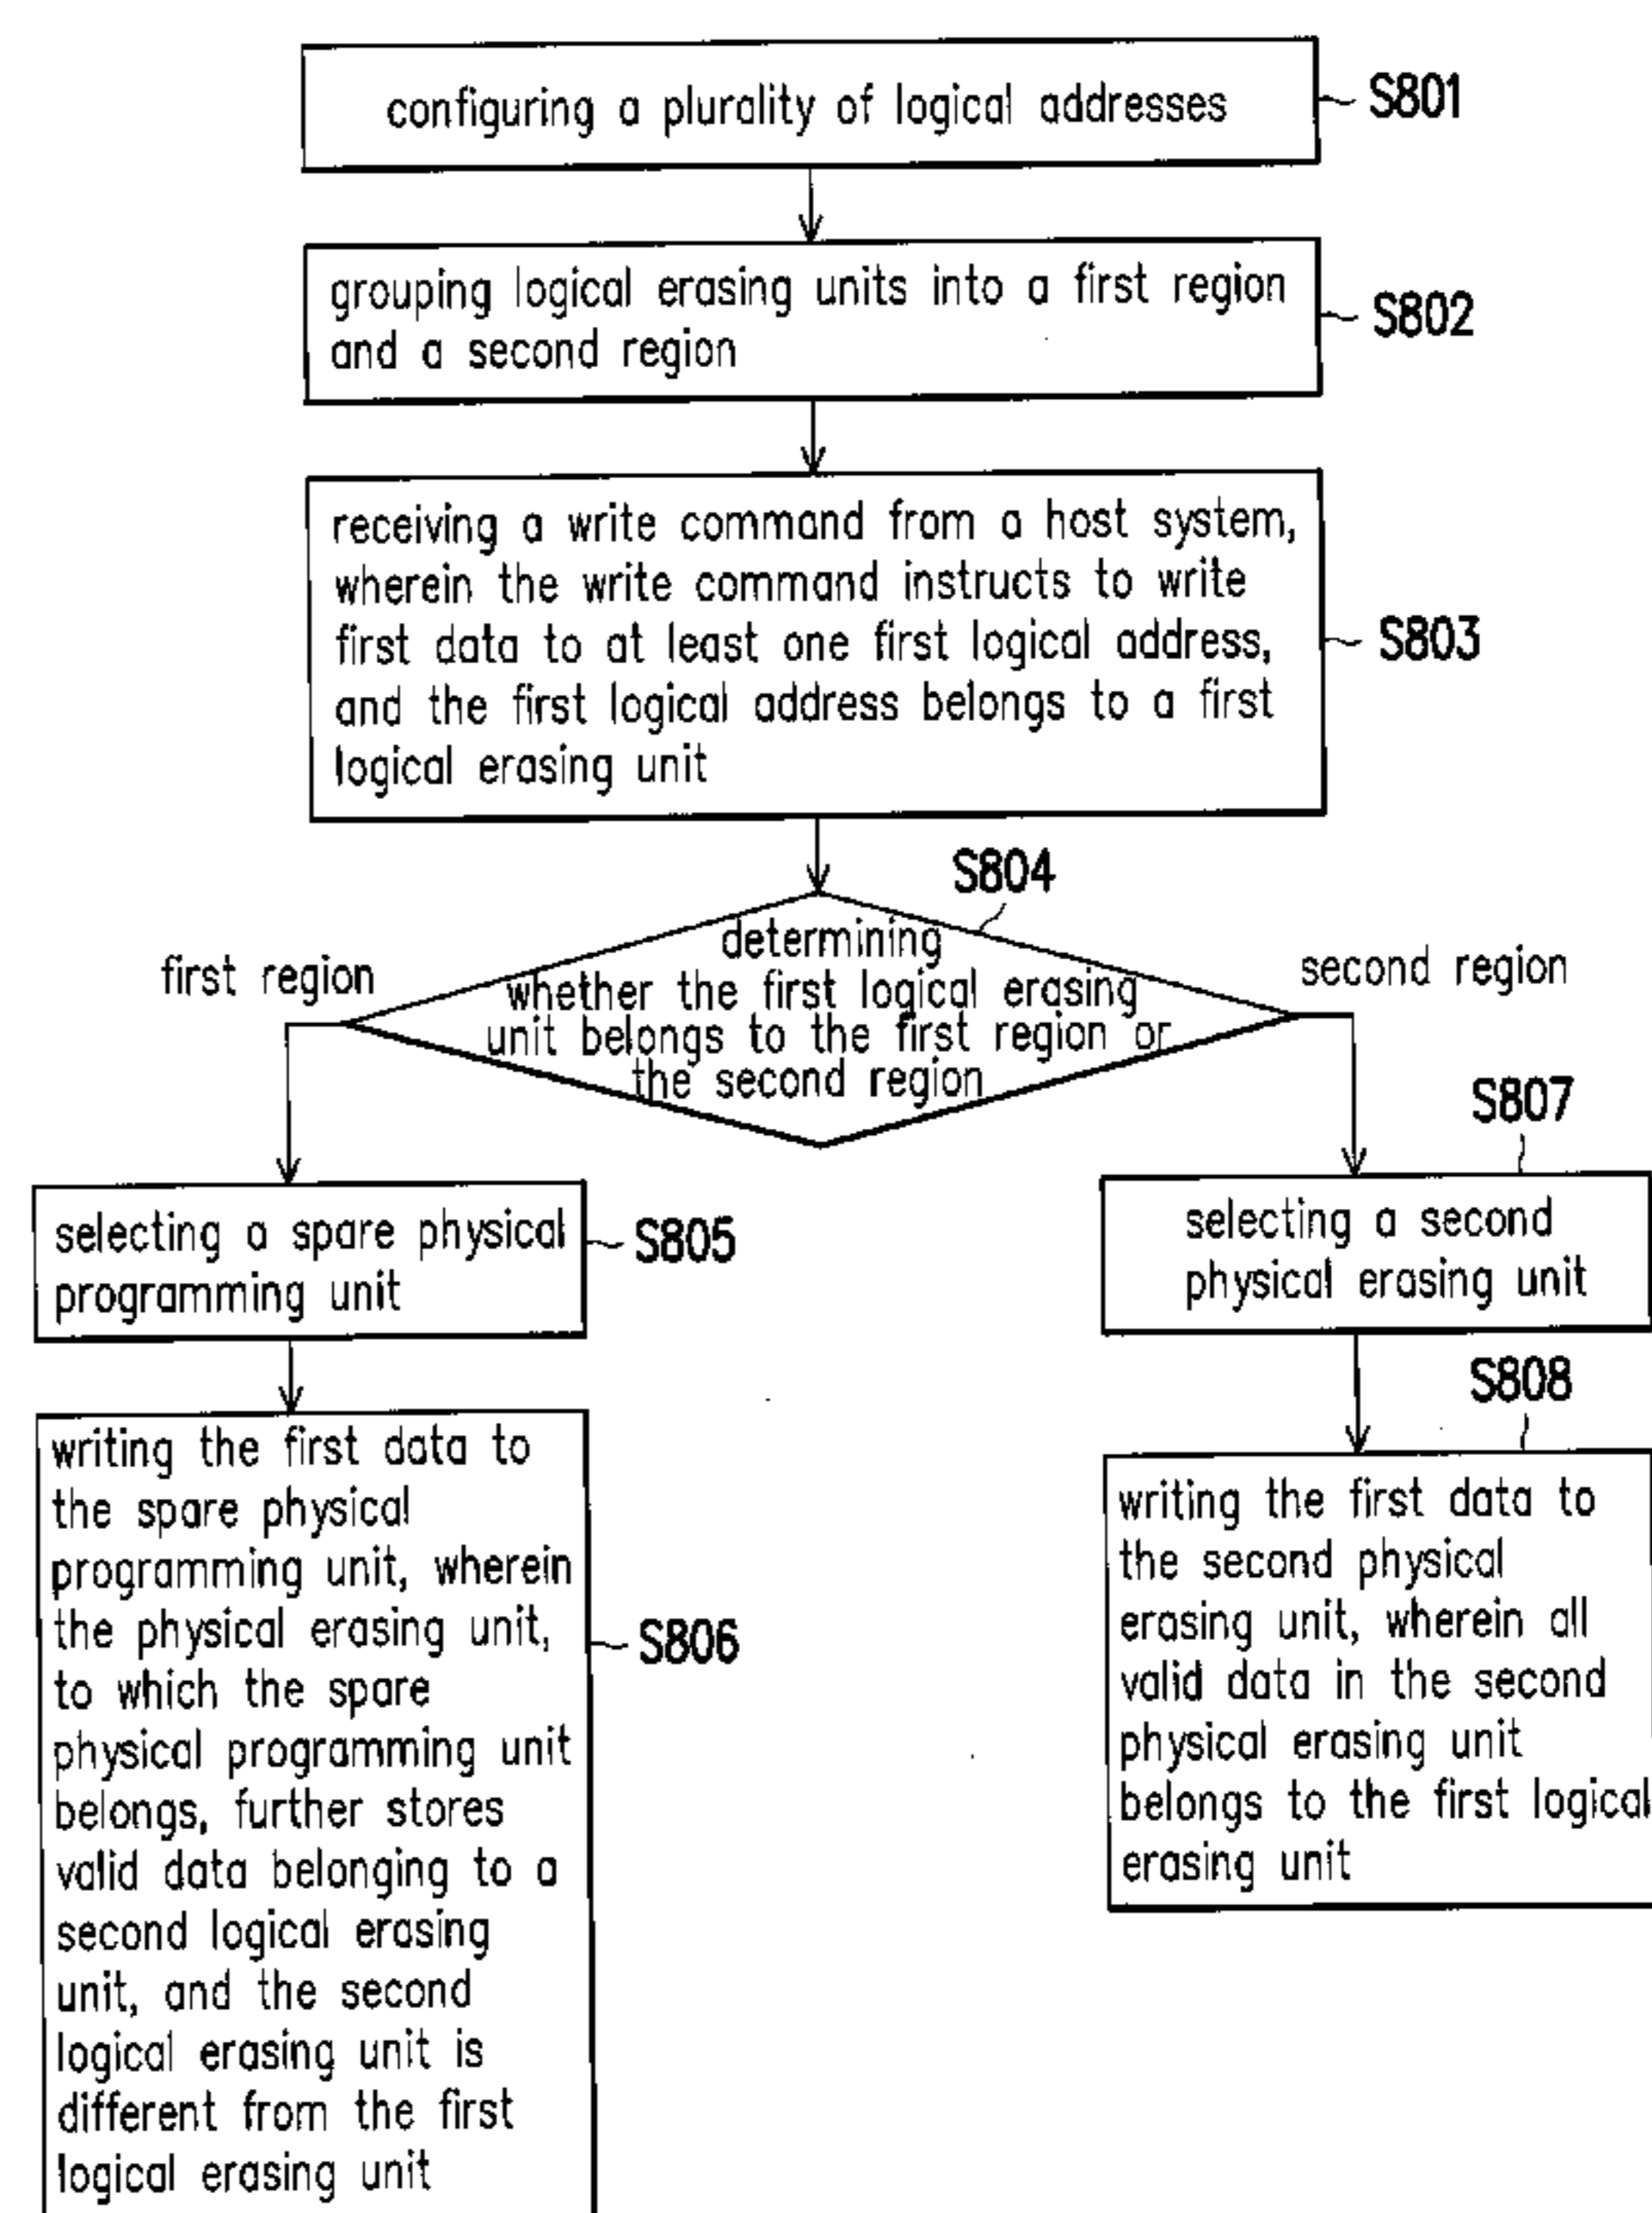 configuring a plurality of logical addresses
S801
grouping logical erasing units into a first region
and a second region
S802
receiving a write command from a host system,
wherein the write command instructs to write
first data to at least one first logical address,
and the first logical address belongs to a first
logical erasing unit
S803
S804
determining
whether the first logical erasing
unit belongs to the first region or
the second region
first region
second region
selecting a spare physical
programming unit
S805
writing the first data to
the spare physical
programming unit, wherein
the physical erasing unit,
to which the spare
physical programming unit
belongs, further stores
valid data belonging to a
second logical erasing
unit, and the second
logical erasing unit is
different from the first
logical erasing unit
S806
S807
selecting a second
physical erasing unit
S808
writing the first data to
the second physical
erasing unit, wherein all
valid data in the second
physical erasing unit
belongs to the first logical
erasing unit